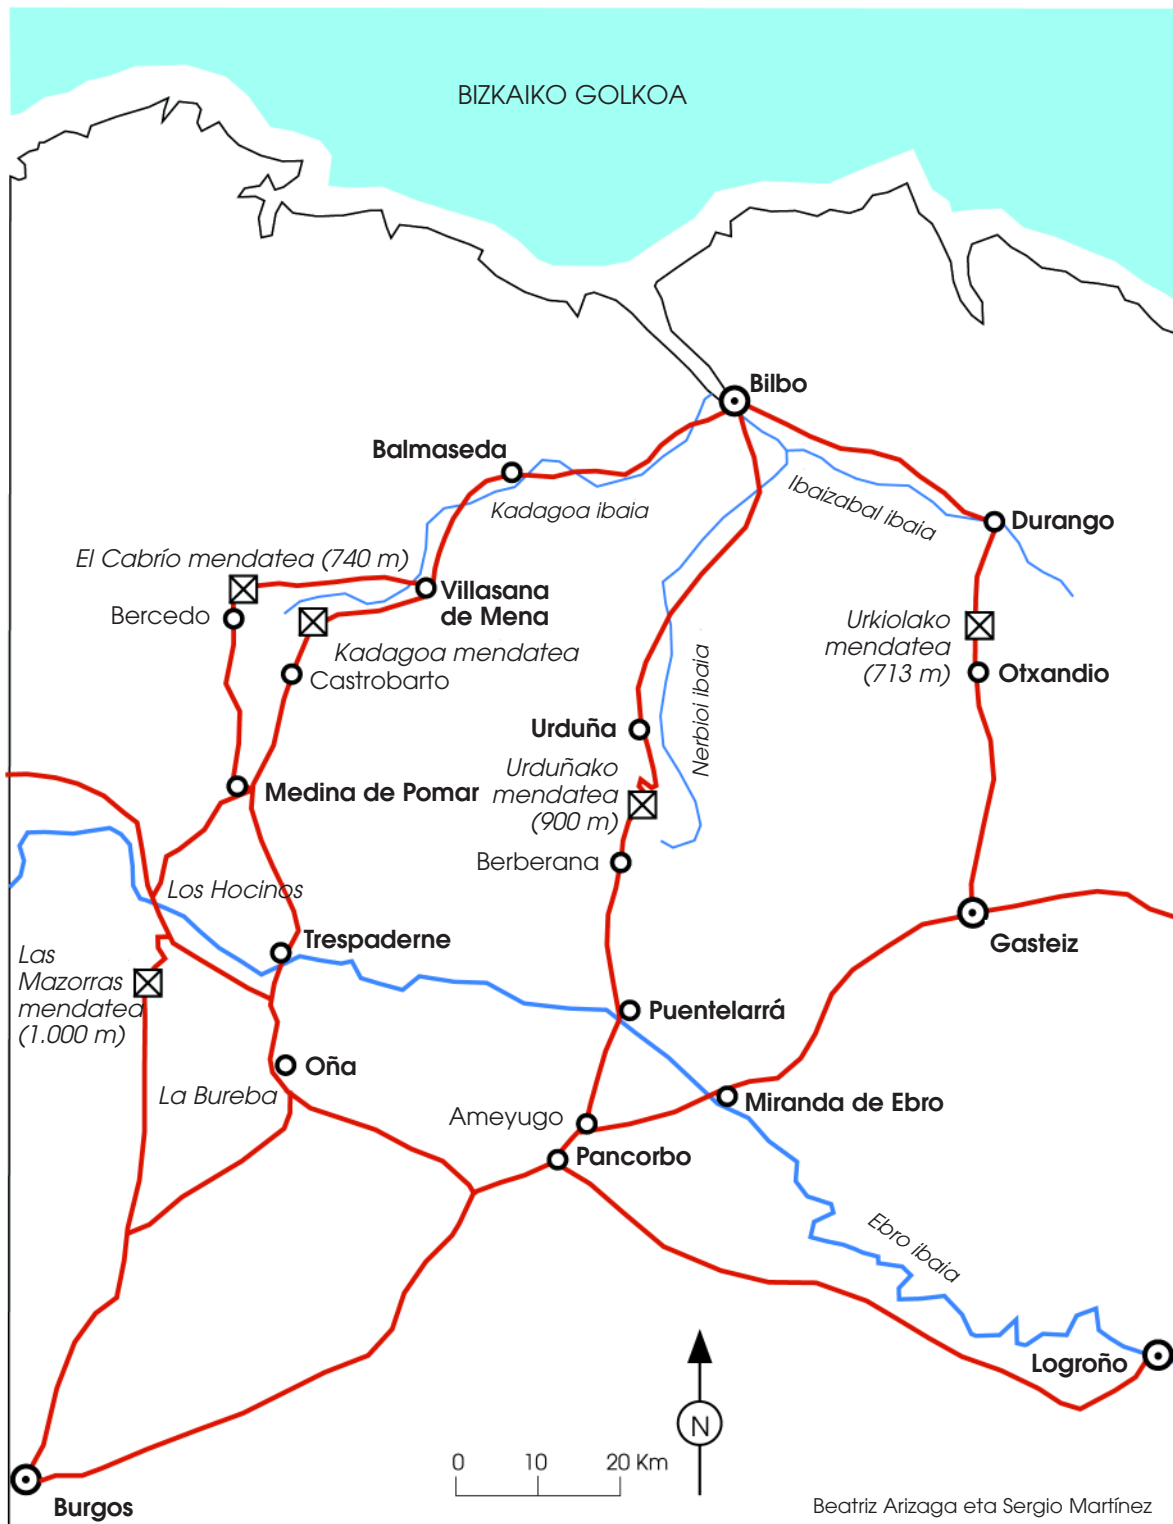 BIZKAIKO GOLKOA
Bilbo
Balmaseda
Kadagoa ibaia
Ibaizabal ibaia
Durango
El Cabrío mendatea (740 m)
Villasana
de Mena
Bercedo
Kadagoa mendatea
Castrobarto
Urkiolako
mendatea
(713 m)
Otxandio
Nerbioi ibaia
Urduña
Urduñako
mendatea
(900 m)
Medina de Pomar
Berberana
Los Hocinos
Trespaderne
Gasteiz
Las
Mazorras
mendatea
(1.000 m)
Puentelarrá
Oña
La Bureba
Ameyugo
Miranda de Ebro
Pancorbo
Ebro ibaia
Logroño
N
0 10 20 Km
Burgos
Beatriz Arizaga eta Sergio Martínez